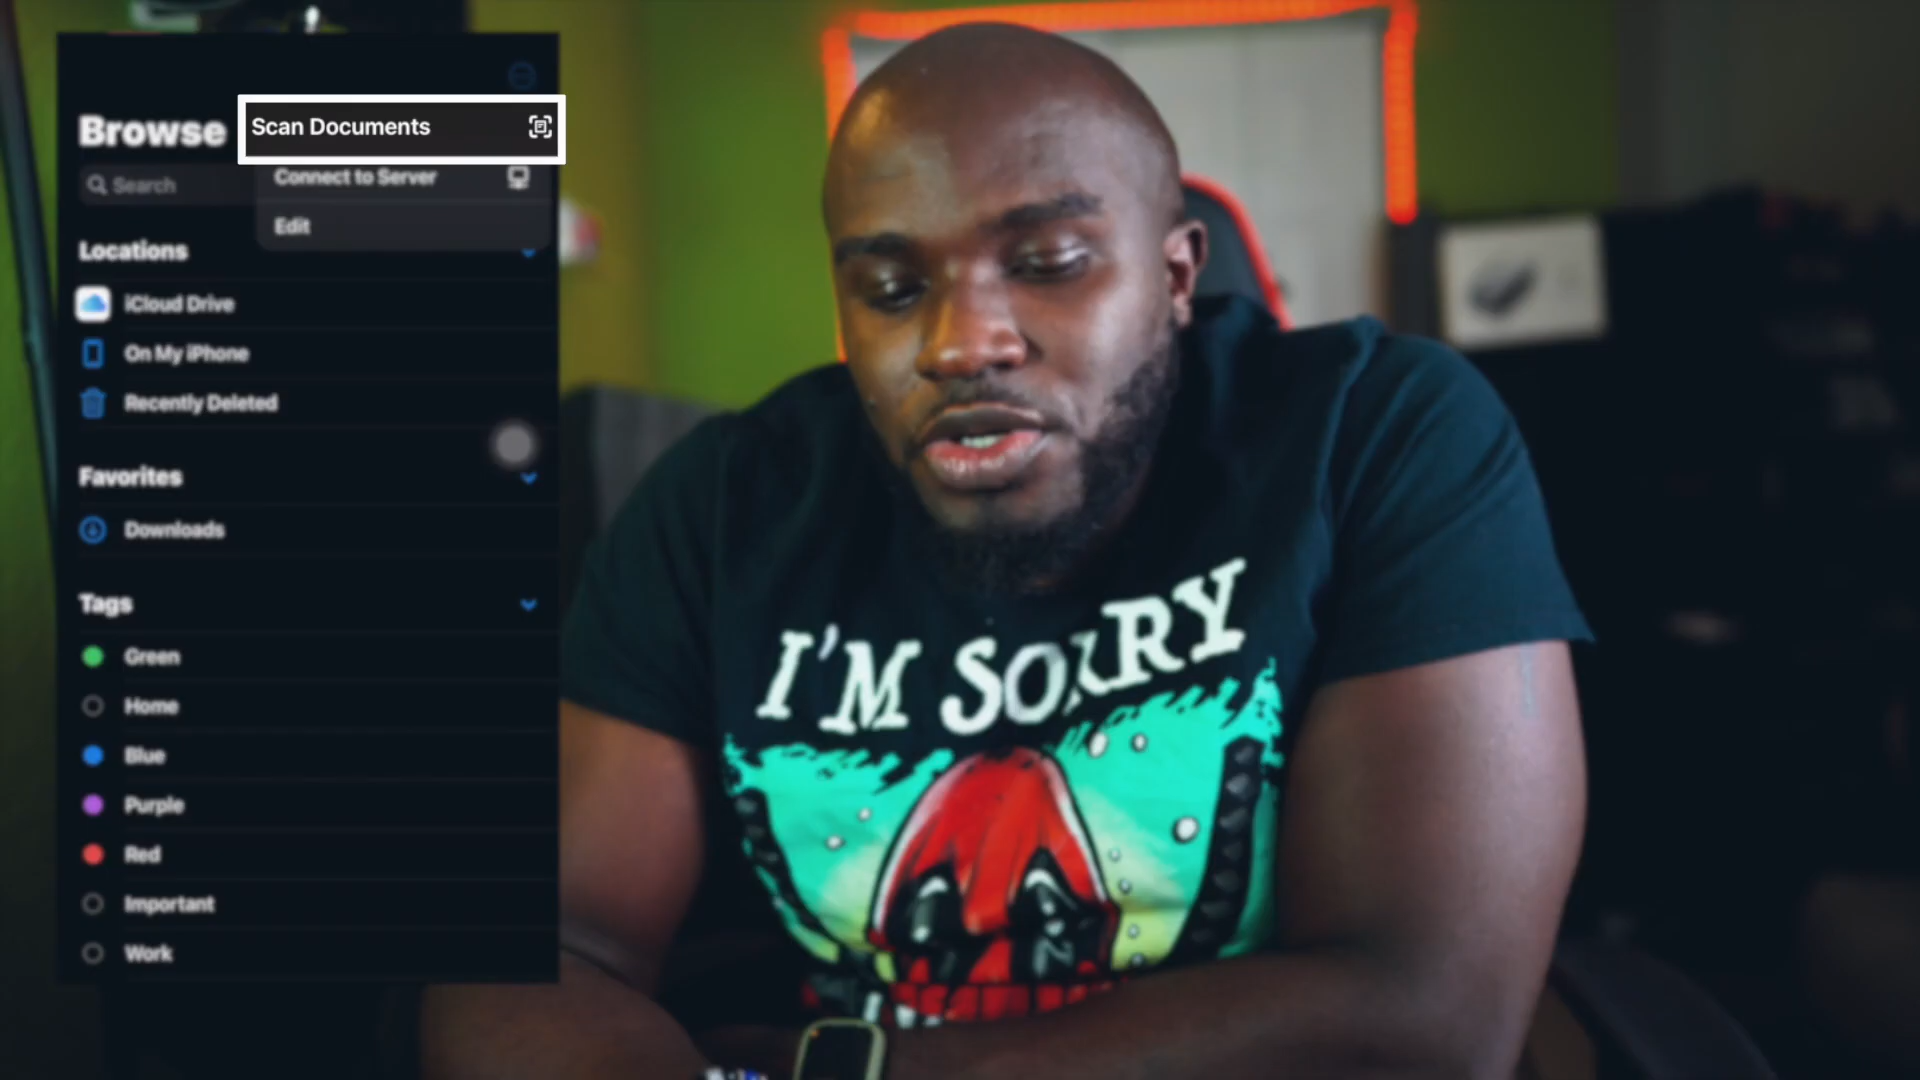 Browse
Scan Documents
Search
Connect to Server
Edit
Locations
iCloud Drive
On My iPhone
Recently Deleted
Favorites
Downloads
Tags
Green
Home
Blue
Purple
Red
Important
Work
I'M SORRY